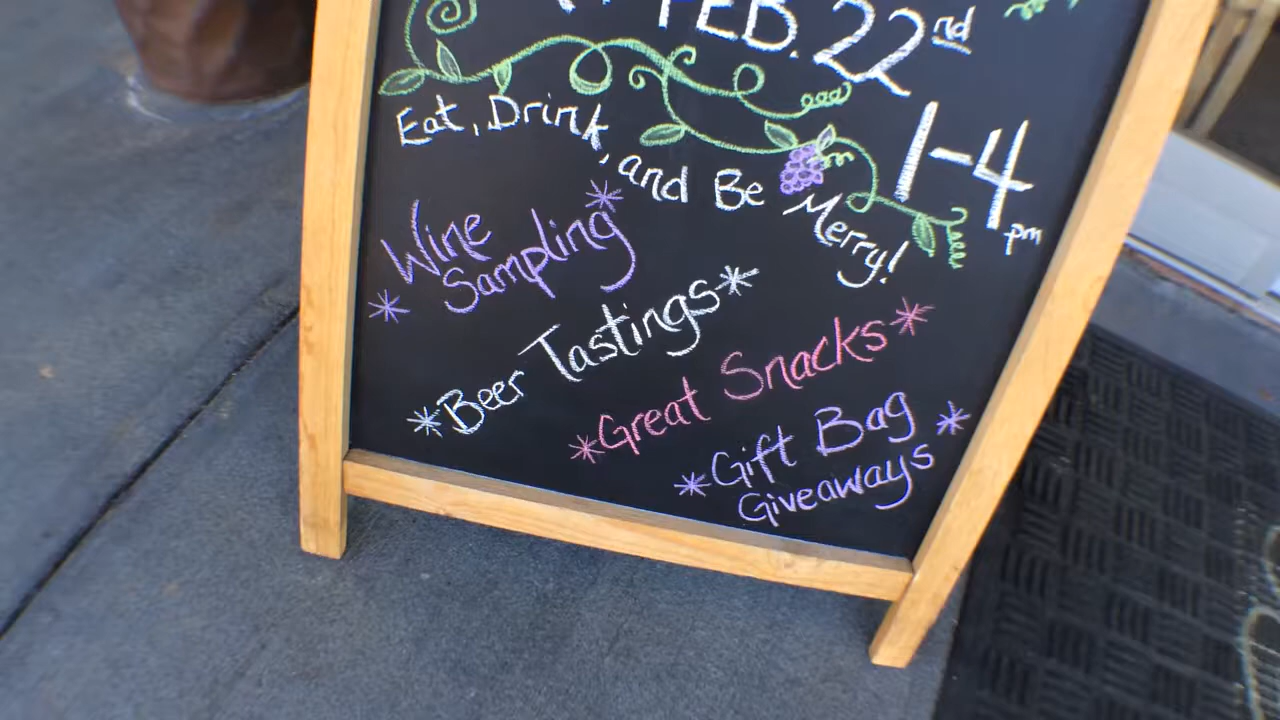 FEB. 22nd
1-4 pm
Eat, Drink, and Be Merry!
*Wine
Sampling*
*Beer Tastings*
*Great Snacks*
*Gift Bag
Giveaways*